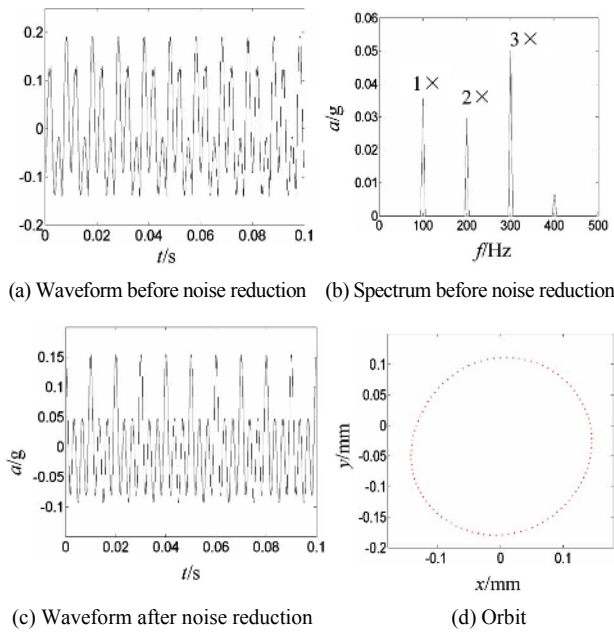 0.2
0.1
0
-0.1
-0.2
a/g
0 0.02 0.04 0.06 0.08 0.1
t/s
(a) Waveform before noise reduction
0.06
0.05
0.04
0.03
0.02
0.01
0
a/g
3×
1×
2×
0 100 200 300 400 500
f/Hz
(b) Spectrum before noise reduction
0.15
0.10
0.05
0
-0.05
-0.1
a/g
0 0.02 0.04 0.06 0.08 0.1
t/s
(c) Waveform after noise reduction
0.1
0.05
0
-0.05
-0.1
-0.15
-0.2
y/mm
-0.1 0 0.1
x/mm
(d) Orbit